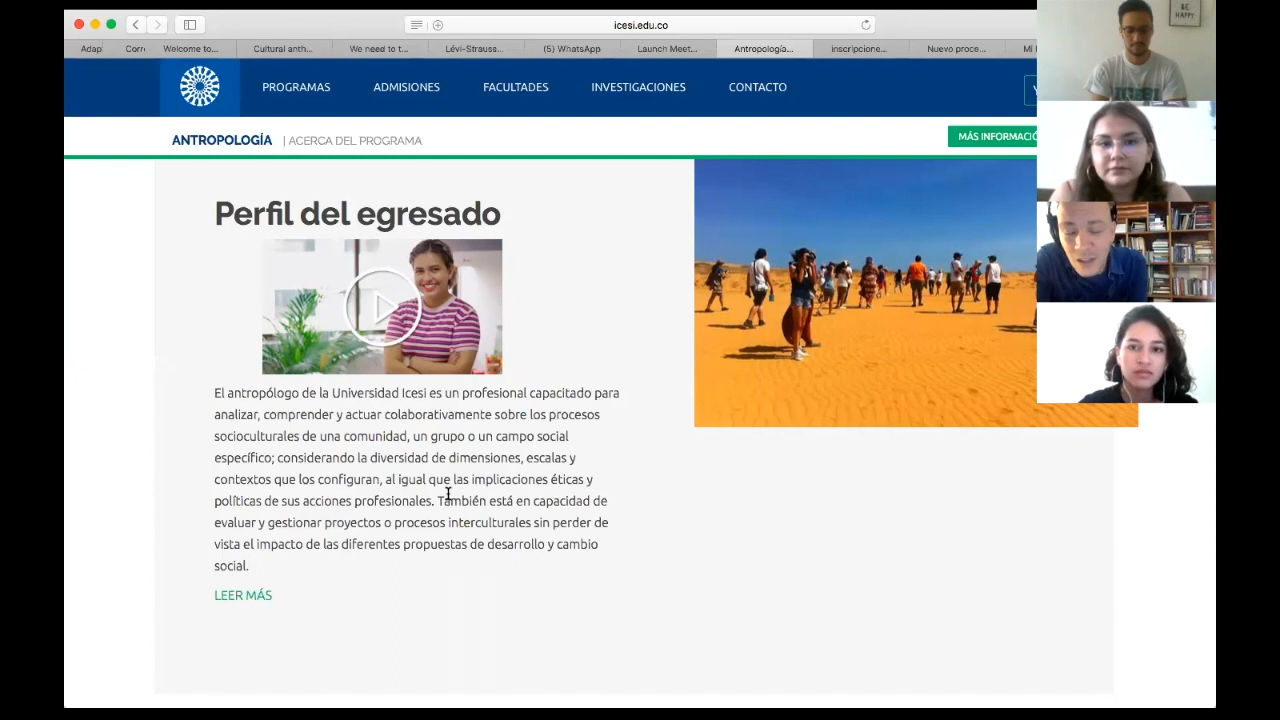 icesi.edu.co
Adap
Corre
Welcome to...
Cultural anth...
We need to t...
Lévi-Strauss...
(5) WhatsApp
Launch Meet...
Antropología...
inscripcione...
Nuevo proce...
PROGRAMAS
ADMISIONES
FACULTADES
INVESTIGACIONES
CONTACTO
BE
HAPPY
ICESI
ANTROPOLOGÍA | ACERCA DEL PROGRAMA
MÁS INFORMACIÓ
Perfil del egresado
El antropólogo de la Universidad Icesi es un profesional capacitado para
analizar, comprender y actuar colaborativamente sobre los procesos
socioculturales de una comunidad, un grupo o un campo social
específico; considerando la diversidad de dimensiones, escalas y
contextos que los configuran, al igual que las implicaciones éticas y
políticas de sus acciones profesionales. También está en capacidad de
evaluar y gestionar proyectos o procesos interculturales sin perder de
vista el impacto de las diferentes propuestas de desarrollo y cambio
social.
LEER MÁS